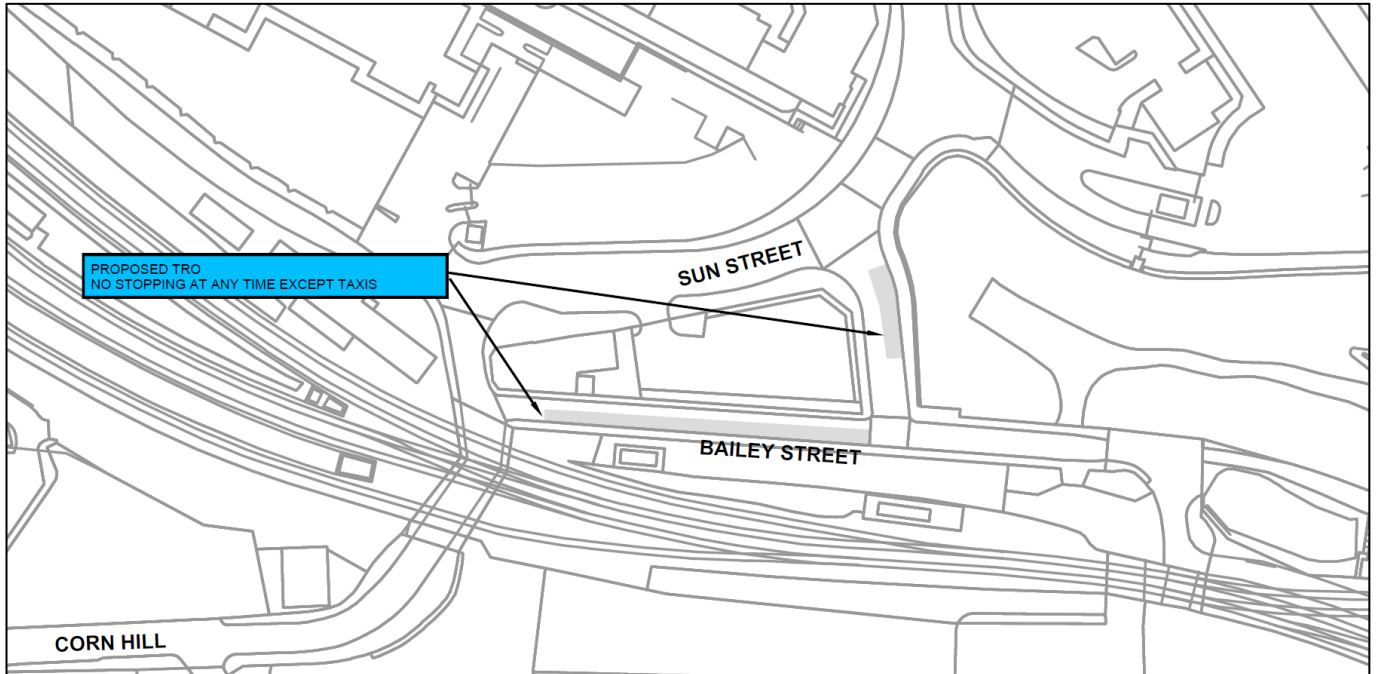 SUN STREET
PROPOSED TRO
NO STOPPING AT ANY TIME EXCEPT TAXIS
BAILEY STREET
CORN HILL